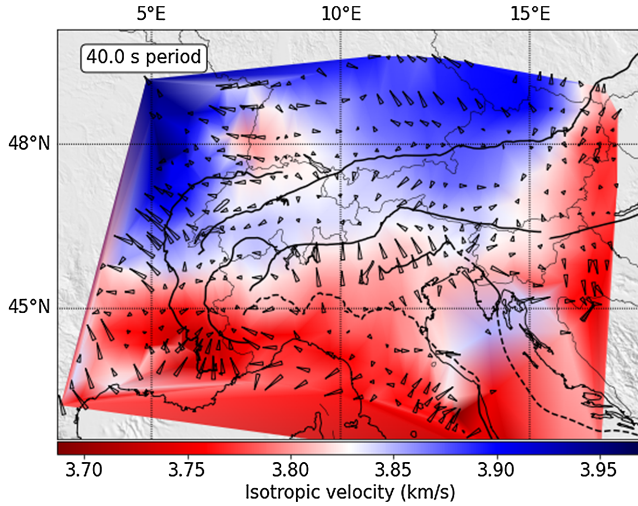 5°E 10°E 15°E
40.0 s period
48°N
45°N
3.70 3.75 3.80 3.85 3.90 3.95
Isotropic velocity (km/s)